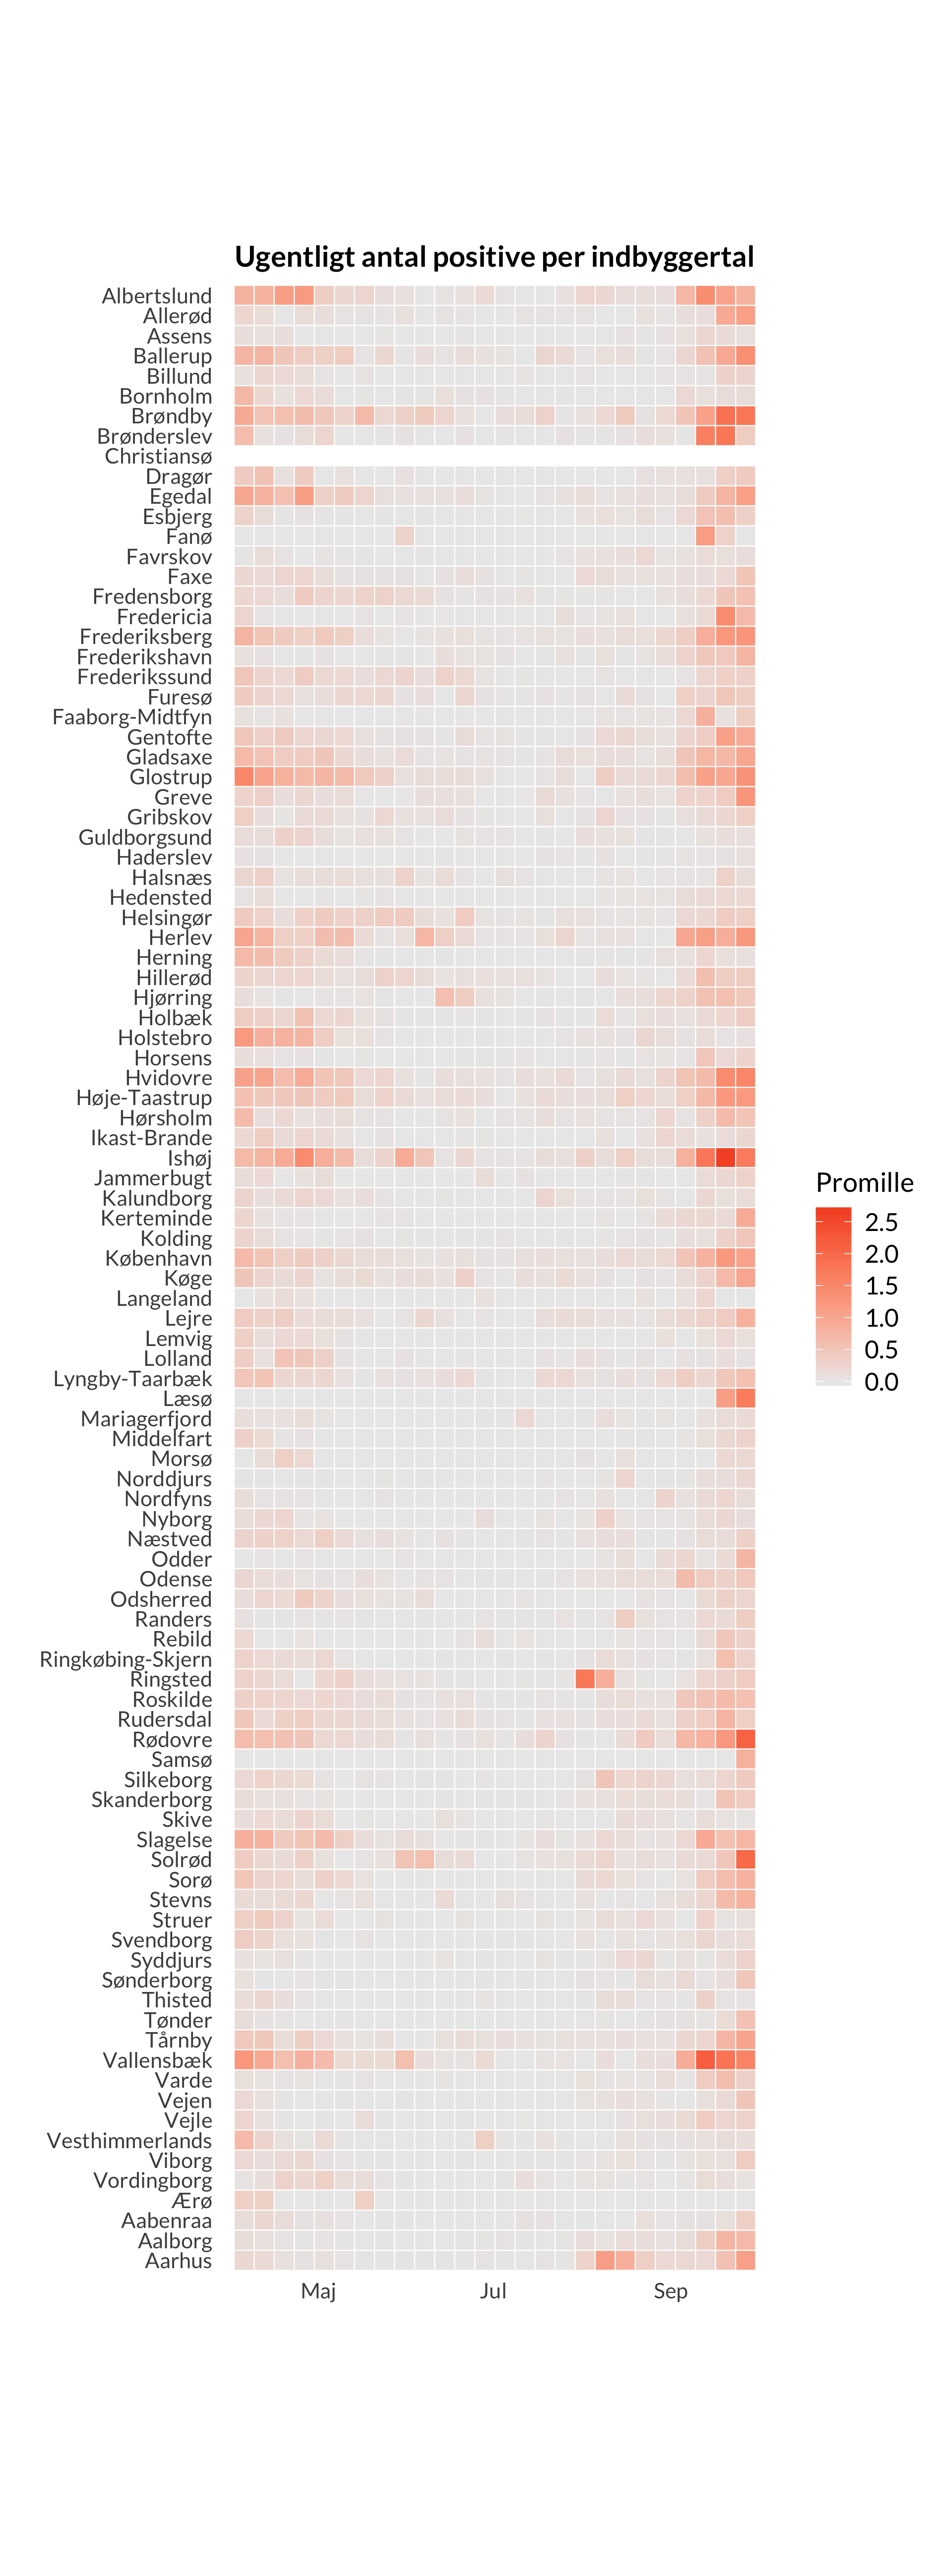 Ugentligt antal positive per indbyggertal
Albertslund
Allerød
Assens
Ballerup
Billund
Bornholm
Brøndby
Brønderslev
Christiansø
Dragør
Egedal
Esbjerg
Fanø
Favrskov
Faxe
Fredensborg
Fredericia
Frederiksberg
Frederikshavn
Frederikssund
Furesø
Faaborg-Midtfyn
Gentofte
Gladsaxe
Glostrup
Greve
Gribskov
Guldborgsund
Haderslev
Halsnæs
Hedensted
Helsingør
Herlev
Herning
Hillerød
Hjørring
Holbæk
Holstebro
Horsens
Hvidovre
Høje-Taastrup
Hørsholm
Ikast-Brande
Ishøj
Jammerbugt
Kalundborg
Kerteminde
Kolding
København
Køge
Langeland
Lejre
Lemvig
Lolland
Lyngby-Taarbæk
Læsø
Mariagerfjord
Middelfart
Morsø
Norddjurs
Nordfyns
Nyborg
Næstved
Odder
Odense
Odsherred
Randers
Rebild
Ringkøbing-Skjern
Ringsted
Roskilde
Rudersdal
Rødovre
Samsø
Silkeborg
Skanderborg
Skive
Slagelse
Solrød
Sorø
Stevns
Struer
Svendborg
Syddjurs
Sønderborg
Thisted
Tønder
Tårnby
Vallensbæk
Varde
Vejen
Vejle
Vesthimmerlands
Viborg
Vordingborg
Ærø
Aabenraa
Aalborg
Aarhus
Maj Jul Sep
Promille
2.5
2.0
1.5
1.0
0.5
0.0